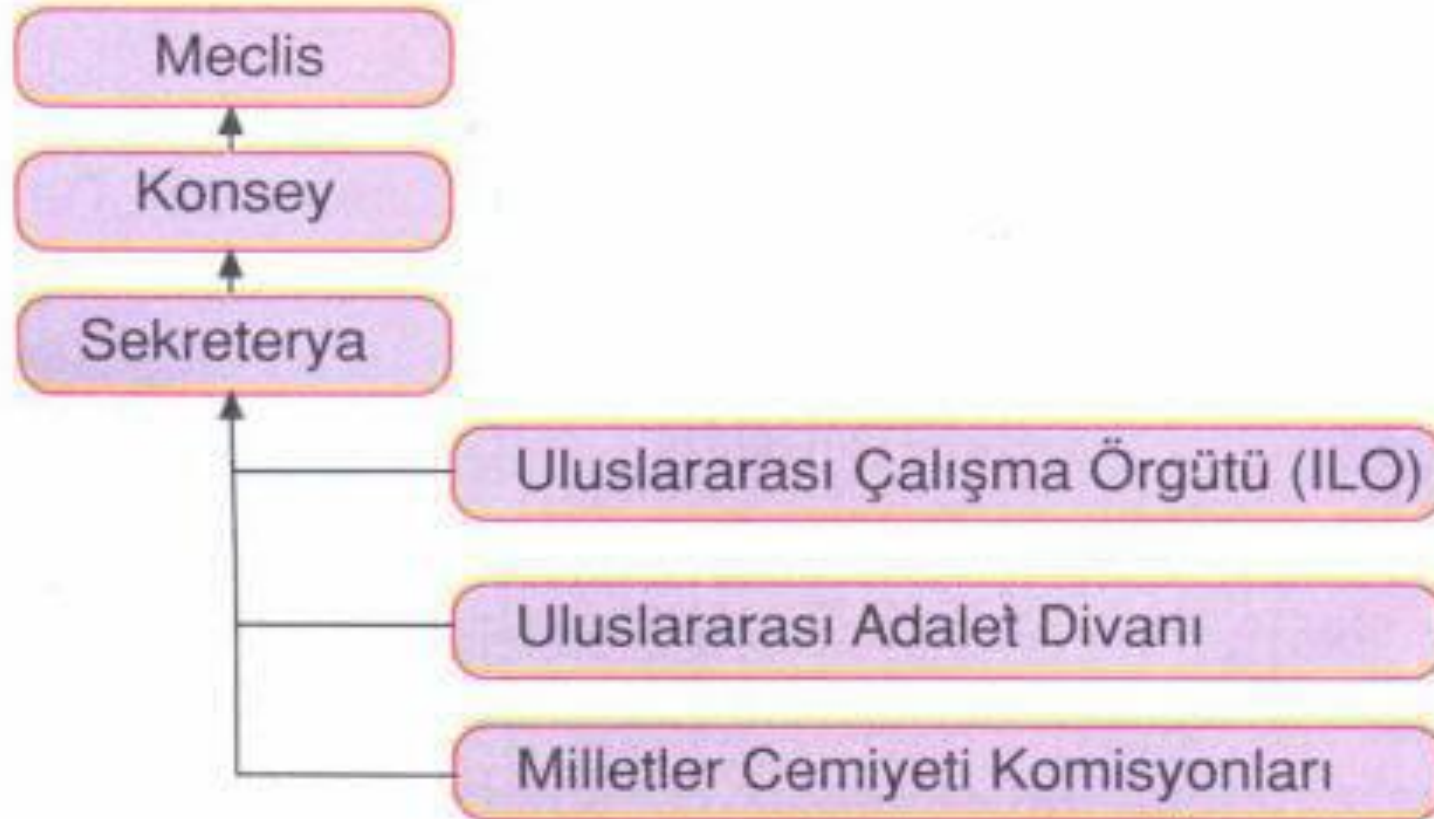 Meclis
Konsey
Sekreterya
Uluslararası Çalışma Örgütü (ILO)
Uluslararası Adalet Divanı
Milletler Cemiyeti Komisyonları